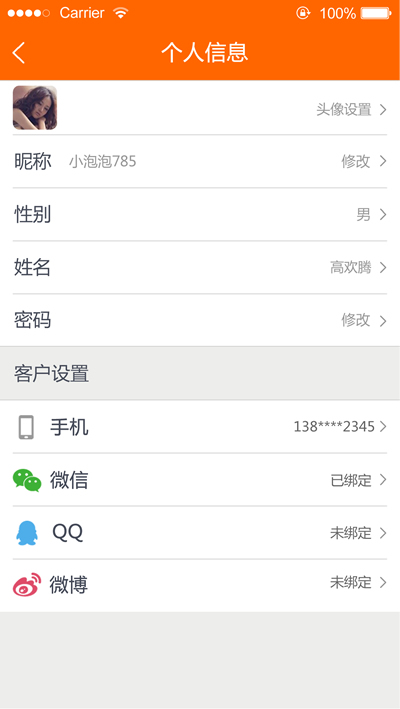 Carrier 100%
个人信息
头像设置
昵称 小泡泡785 修改
性别 男
姓名 高欢腾
密码 修改
客户设置
手机 138****2345
微信 已绑定
QQ 未绑定
微博 未绑定